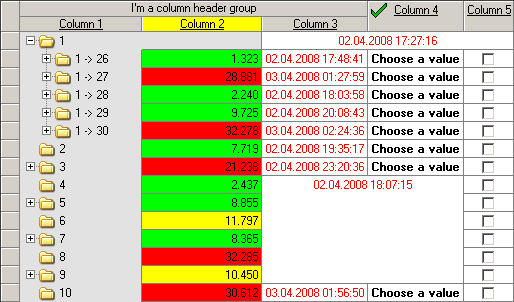 I'm a column header group
Column 1 Column 2 Column 3 Column 4 Column 5
1 02.04.2008 17:27:16
1 -> 26 1.323 02.04.2008 17:48:41 Choose a value
1 -> 27 28.881 03.04.2008 01:27:59 Choose a value
1 -> 28 2.240 02.04.2008 18:03:58 Choose a value
1 -> 29 9.725 02.04.2008 20:08:43 Choose a value
1 -> 30 32.278 03.04.2008 02:24:36 Choose a value
2 7.719 02.04.2008 19:35:17 Choose a value
3 21.238 02.04.2008 23:20:36 Choose a value
4 2.437 02.04.2008 18:07:15
5 8.855
6 11.797
7 8.365
8 32.285
9 10.450
10 30.612 03.04.2008 01:56:50 Choose a value